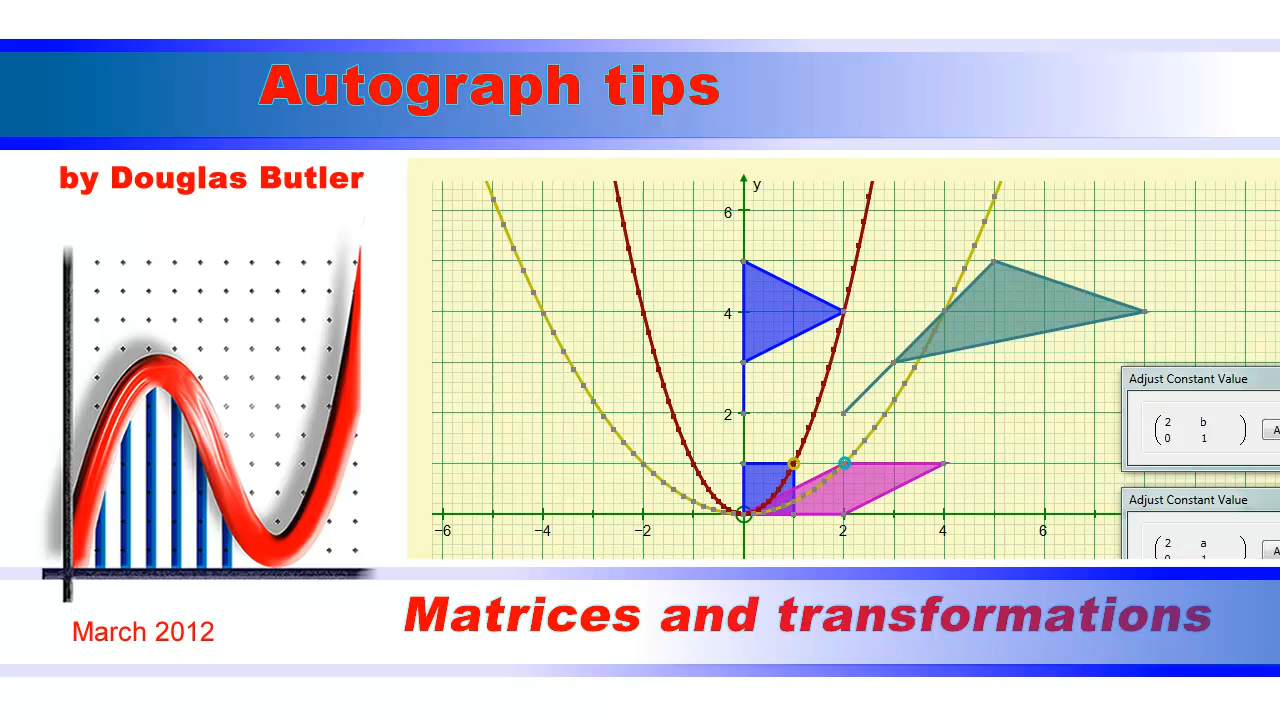 Autograph tips
by Douglas Butler
y
6
4
2
−6 −4 −2 0 2 4 6
Adjust Constant Value
2 b
0 1
Adjust Constant Value
2 a
March 2012
Matrices and transformations